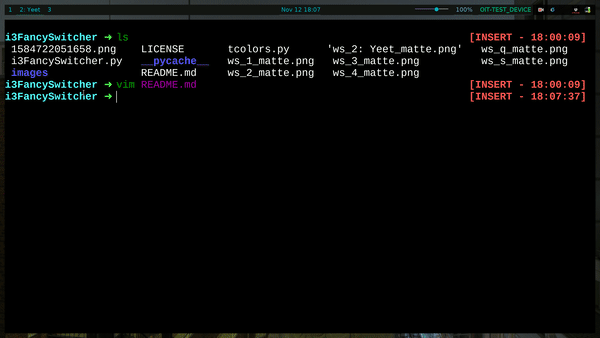 1 2: Yeet 3 Nov 12 18:07 100% OIT-TEST_DEVICE
i3FancySwitcher ➜ ls [INSERT - 18:00:09]
1584722051658.png LICENSE tcolors.py 'ws_2: Yeet_matte.png' ws_q_matte.png
i3FancySwitcher.py __pycache__ ws_1_matte.png ws_3_matte.png ws_s_matte.png
images README.md ws_2_matte.png ws_4_matte.png
i3FancySwitcher ➜ vim README.md [INSERT - 18:00:09]
i3FancySwitcher ➜ [INSERT - 18:07:37]